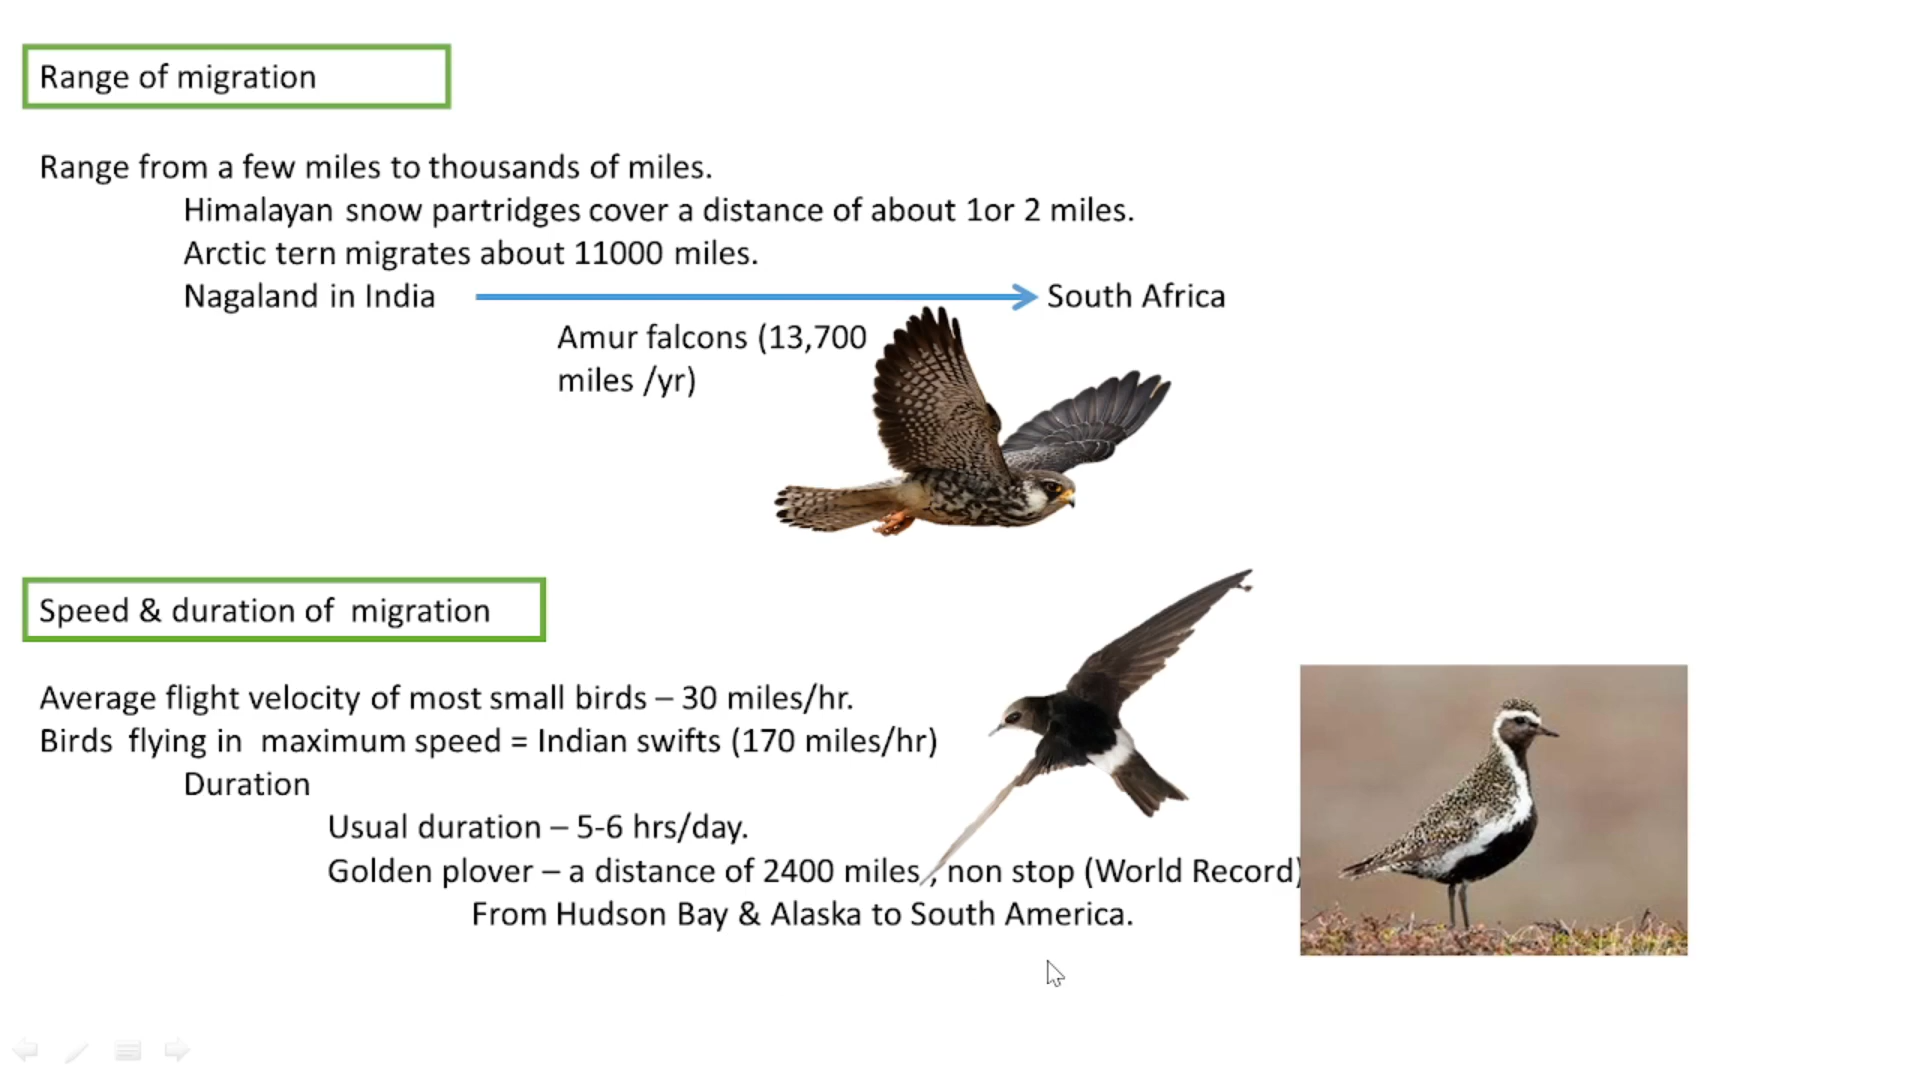 Range of migration
Range from a few miles to thousands of miles.
Himalayan snow partridges cover a distance of about 1or 2 miles.
Arctic tern migrates about 11000 miles.
Nagaland in India South Africa
Amur falcons (13,700
miles /yr)
Speed & duration of migration
Average flight velocity of most small birds – 30 miles/hr.
Birds flying in maximum speed = Indian swifts (170 miles/hr)
Duration
Usual duration – 5-6 hrs/day.
Golden plover – a distance of 2400 miles , non stop (World Record)
From Hudson Bay & Alaska to South America.